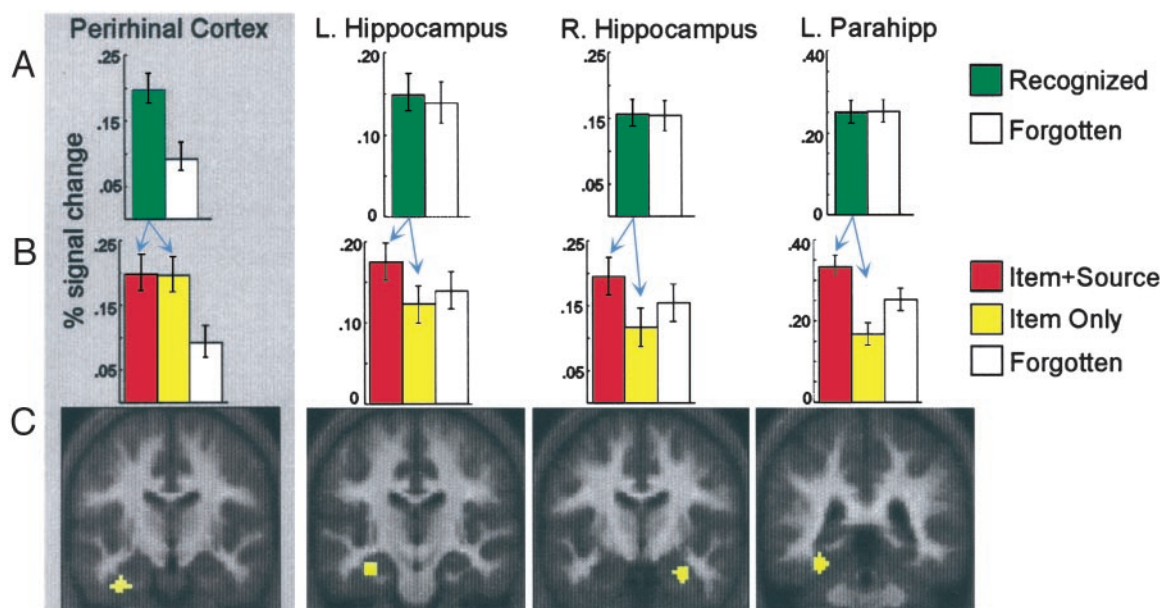 Perirhinal Cortex
L. Hippocampus
R. Hippocampus
L. Parahipp
A
% signal change
.25
.15
.05
.20
.10
0
.25
.15
.05
.40
.20
0
Recognized
Forgotten
B
.25
.15
.05
.20
.10
0
.25
.15
.05
.40
.20
0
Item+Source
Item Only
Forgotten
C